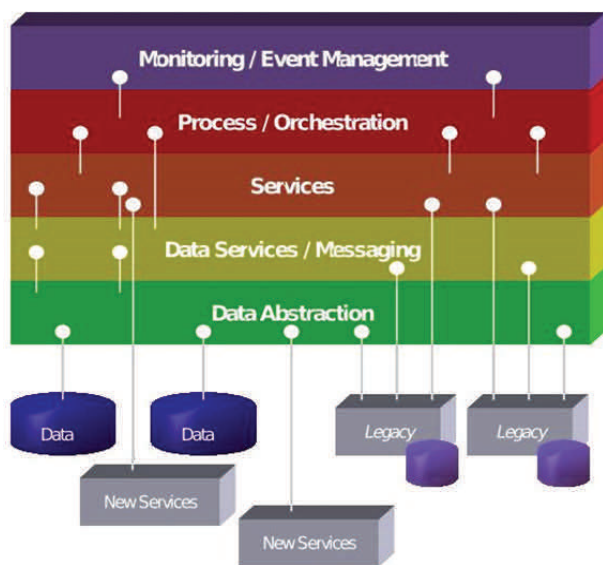 Monitoring / Event Management
Process / Orchestration
Services
Data Services / Messaging
Data Abstraction
Data
Data
Legacy
Legacy
New Services
New Services